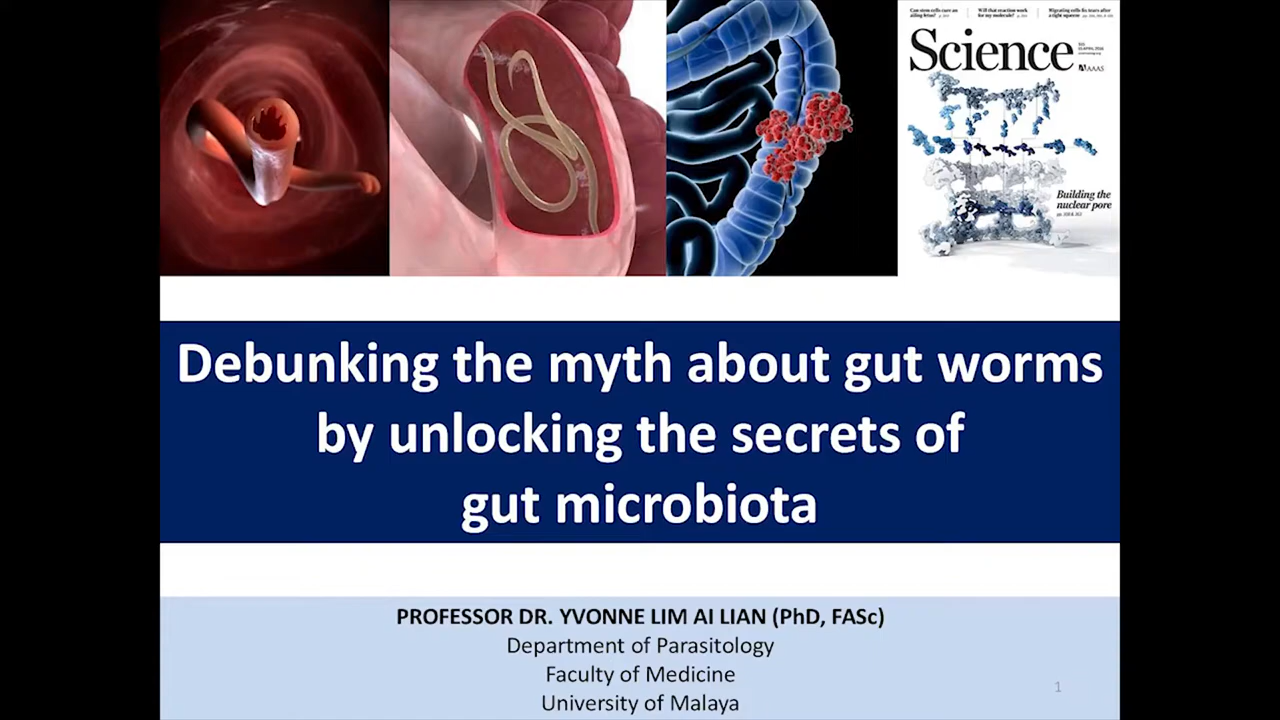 Science
AAAS
Building the
nuclear pore
Debunking the myth about gut worms
by unlocking the secrets of
gut microbiota
PROFESSOR DR. YVONNE LIM AI LIAN (PhD, FASc)
Department of Parasitology
Faculty of Medicine
University of Malaya
1